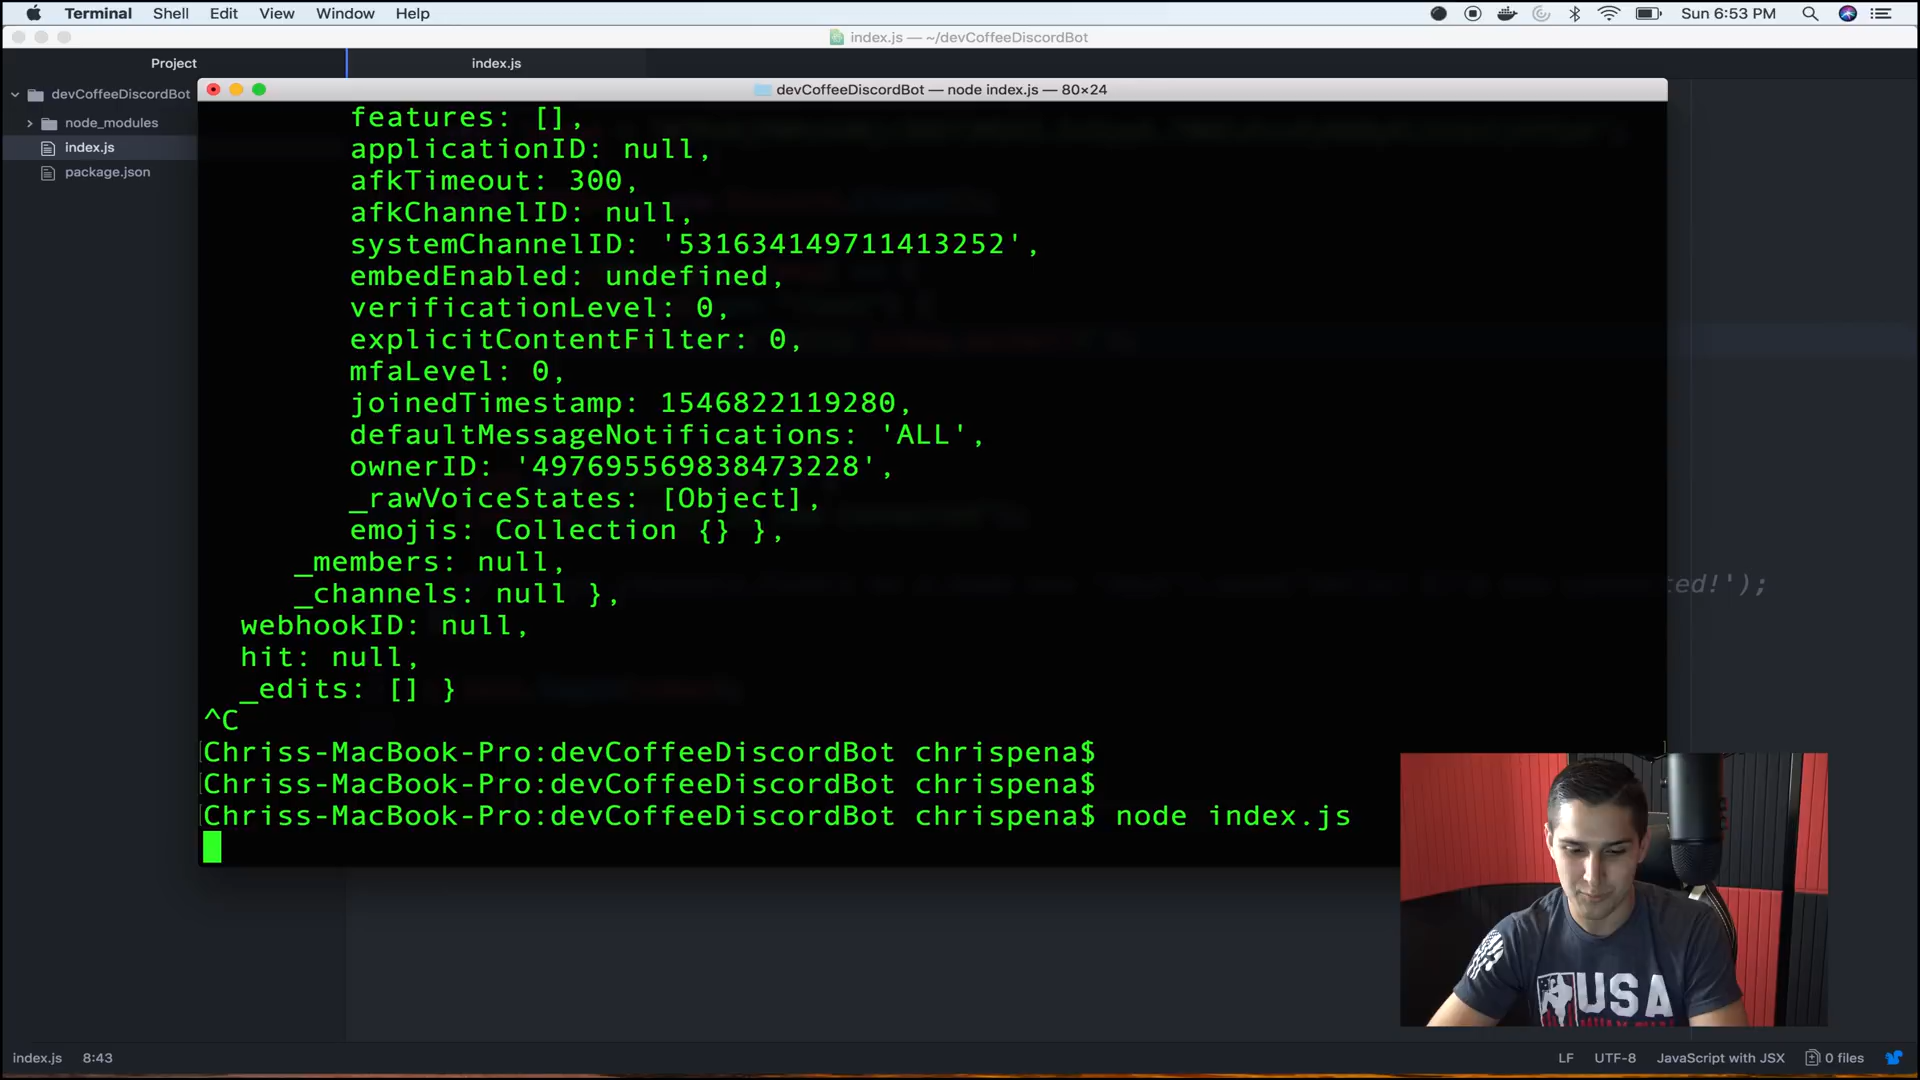 Terminal Shell Edit View Window Help Sun 6:53 PM
index.js — ~/devCoffeeDiscordBot
Project index.js
devCoffeeDiscordBot
node_modules
index.js
package.json
devCoffeeDiscordBot — node index.js — 80×24
features: [],
applicationID: null,
afkTimeout: 300,
afkChannelID: null,
systemChannelID: '531634149711413252',
embedEnabled: undefined,
verificationLevel: 0,
explicitContentFilter: 0,
mfaLevel: 0,
joinedTimestamp: 1546822119280,
defaultMessageNotifications: 'ALL',
ownerID: '497695569838473228',
_rawVoiceStates: [Object],
emojis: Collection {} },
_members: null,
_channels: null },
ted!');
webhookID: null,
hit: null,
_edits: [] }
^C
Chriss-MacBook-Pro:devCoffeeDiscordBot chrispena$
Chriss-MacBook-Pro:devCoffeeDiscordBot chrispena$
Chriss-MacBook-Pro:devCoffeeDiscordBot chrispena$ node index.js
USA
index.js 8:43 LF UTF-8 JavaScript with JSX 0 files